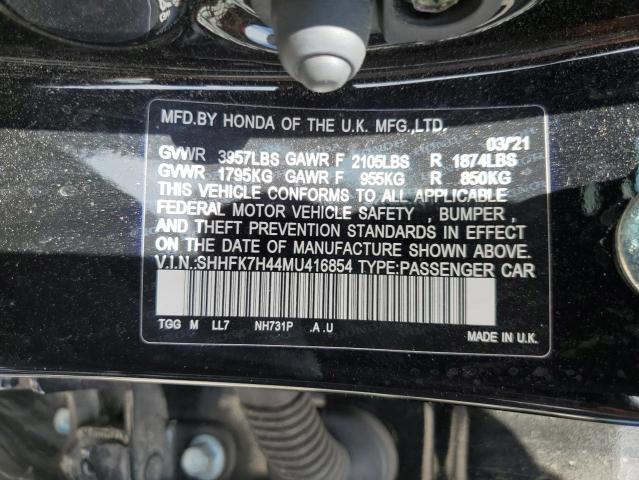 MFD.BY HONDA OF THE U.K. MFG.,LTD. 03/21
GVWR 3957LBS GAWR F 2105LBS R 1874LBS
GVWR 1795KG GAWR F 955KG R 850KG
THIS VEHICLE CONFORMS TO ALL APPLICABLE
FEDERAL MOTOR VEHICLE SAFETY , BUMPER ,
AND THEFT PREVENTION STANDARDS IN EFFECT
ON THE DATE OF MANUFACTURE SHOWN ABOVE.
V.I.N.:SHHFK7H44MU416854 TYPE:PASSENGER CAR
TGG M LL7 NH731P .A .U MADE IN U.K.